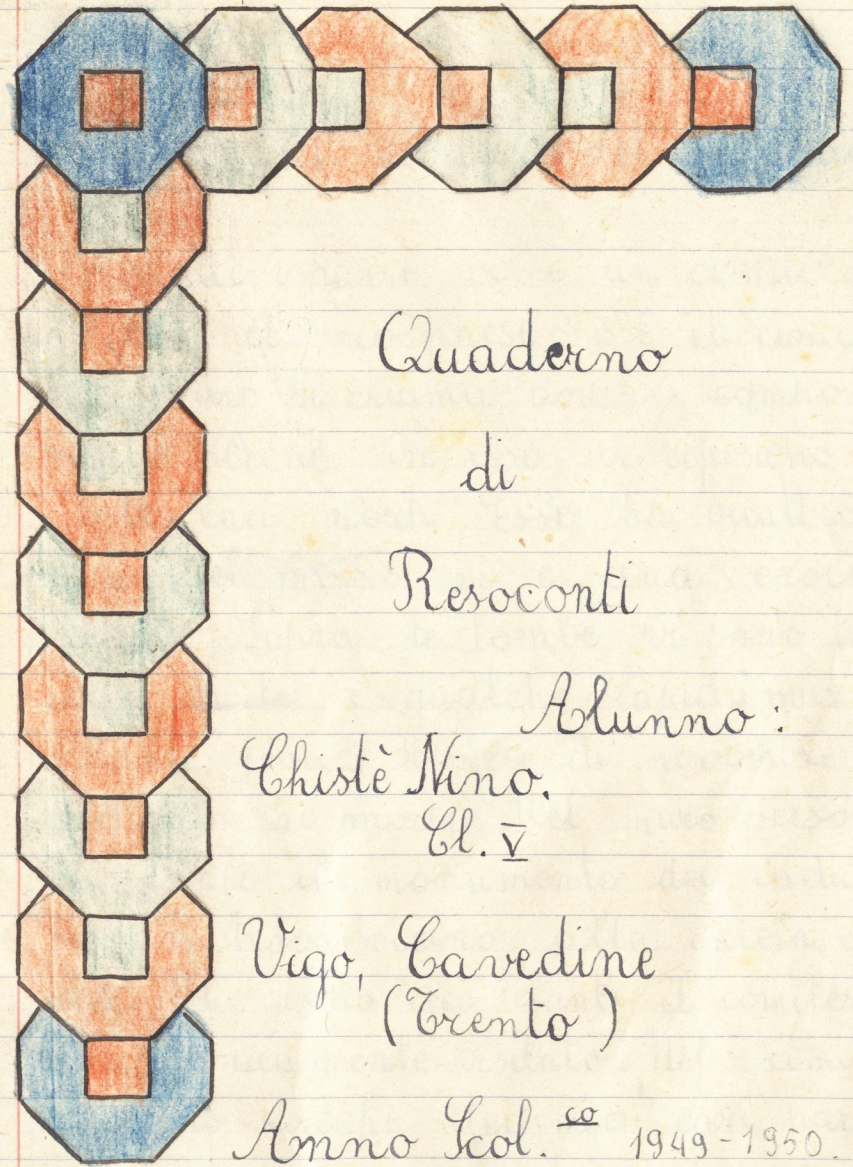 Quaderno
di
Resoconti
Alunno:
Chistè Nino.
Cl. V
Vigo, Cavedine
(Trento)
Anno Scol.co 1949-1950.